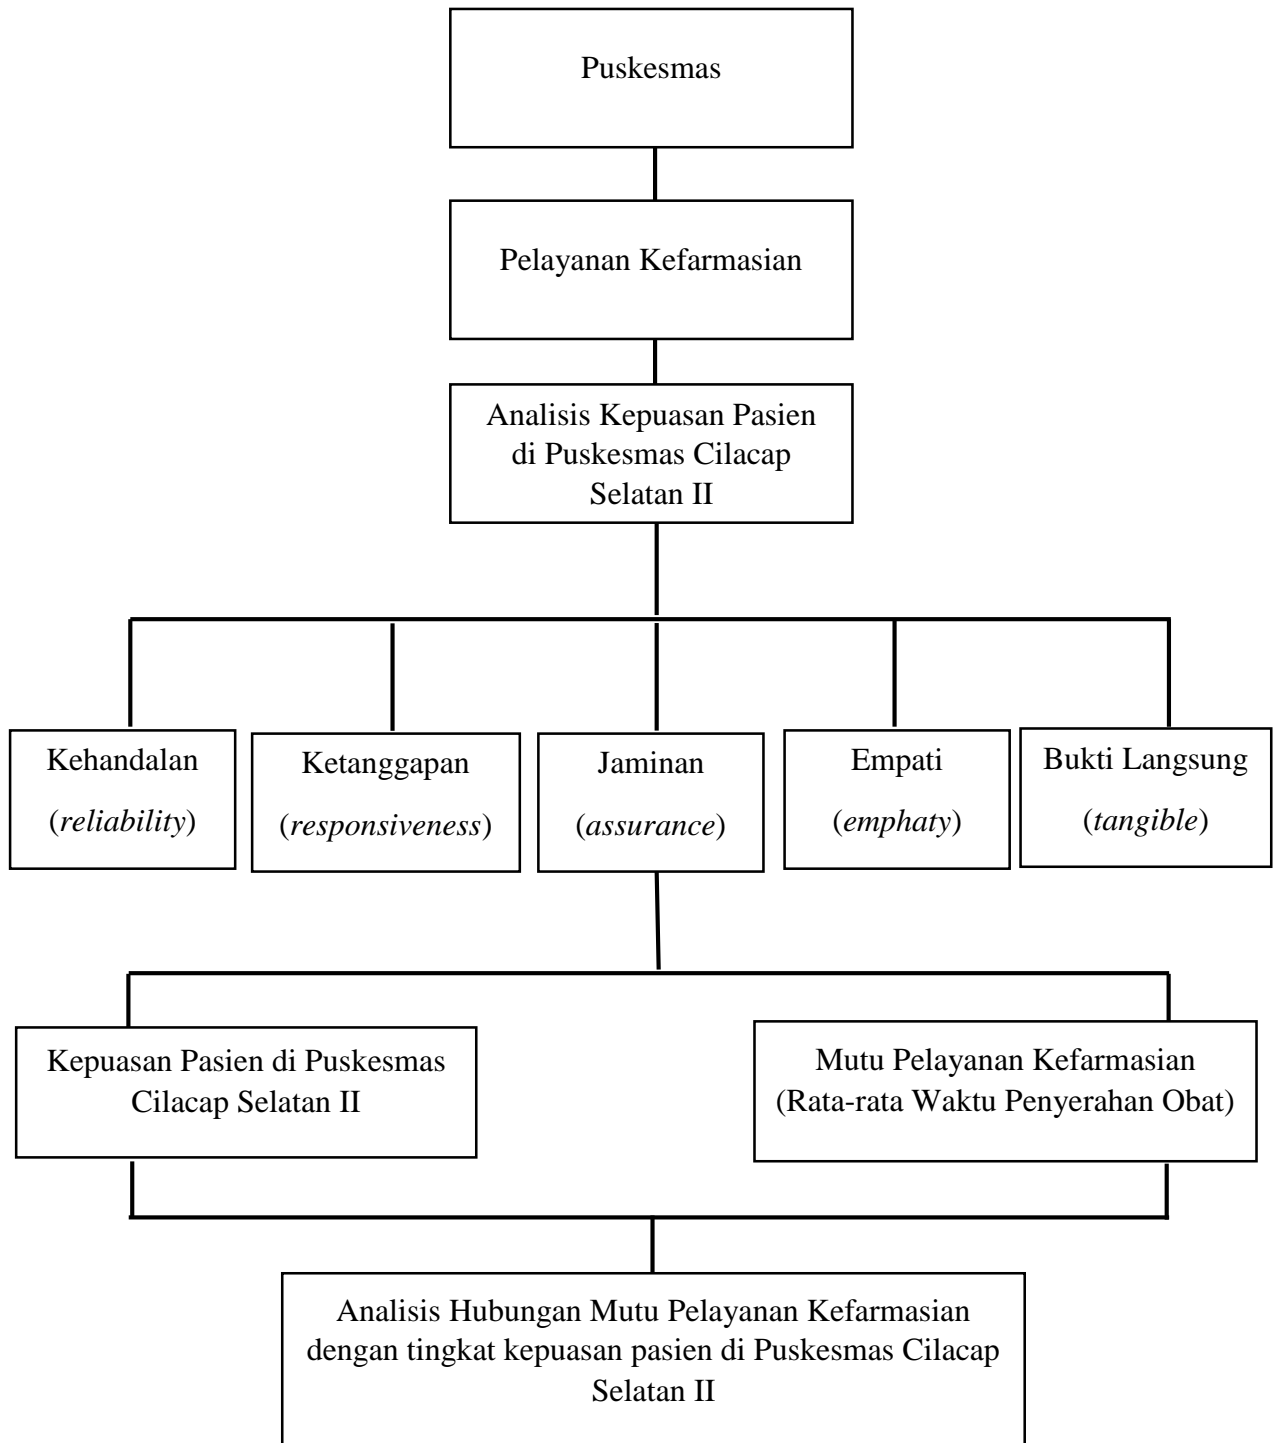 Puskesmas
Pelayanan Kefarmasian
Analisis Kepuasan Pasien
di Puskesmas Cilacap
Selatan II
Kehandalan
(reliability)
Ketanggapan
(responsiveness)
Jaminan
(assurance)
Empati
(emphaty)
Bukti Langsung
(tangible)
Kepuasan Pasien di Puskesmas
Cilacap Selatan II
Mutu Pelayanan Kefarmasian
(Rata-rata Waktu Penyerahan Obat)
Analisis Hubungan Mutu Pelayanan Kefarmasian
dengan tingkat kepuasan pasien di Puskesmas Cilacap
Selatan II